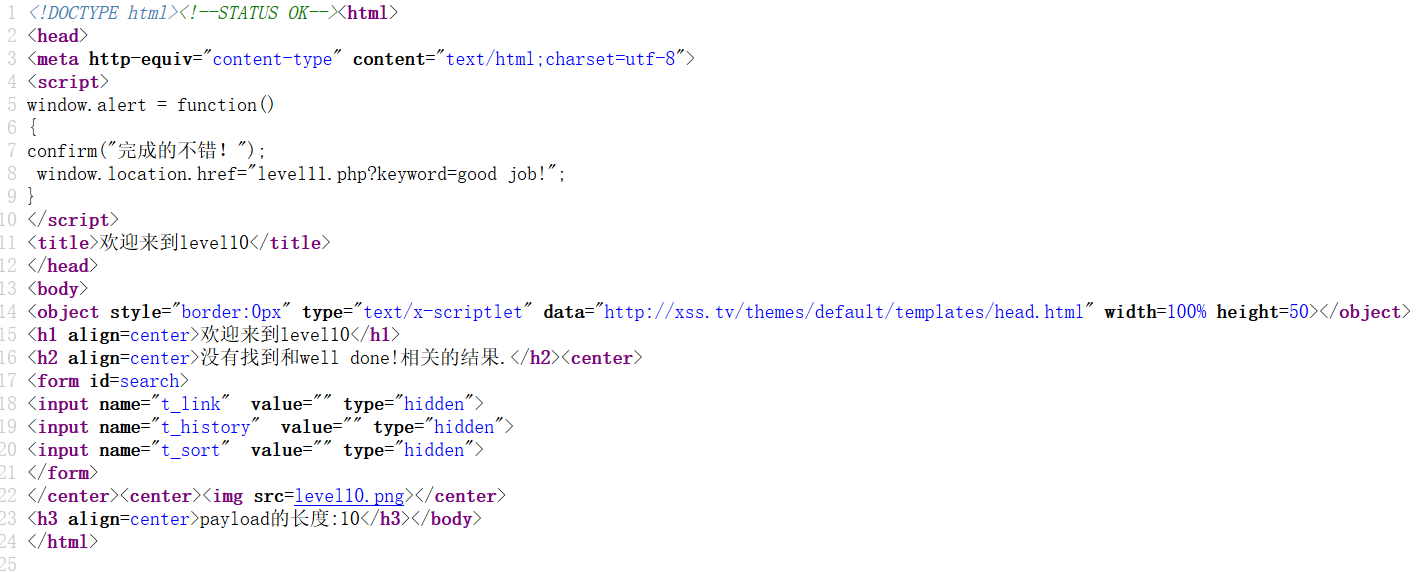 1 <!DOCTYPE html><!--STATUS OK--><html>
2 <head>
3 <meta http-equiv="content-type" content="text/html;charset=utf-8">
4 <script>
5 window.alert = function()
6 {
7 confirm("完成的不错！");
8  window.location.href="level11.php?keyword=good job!";
9 }
10 </script>
11 <title>欢迎来到level10</title>
12 </head>
13 <body>
14 <object style="border:0px" type="text/x-scriptlet" data="http://xss.tv/themes/default/templates/head.html" width=100% height=50></object>
15 <h1 align=center>欢迎来到level10</h1>
16 <h2 align=center>没有找到和well done!相关的结果.</h2><center>
17 <form id=search>
18 <input name="t_link"  value="" type="hidden">
19 <input name="t_history"  value="" type="hidden">
20 <input name="t_sort"  value="" type="hidden">
21 </form>
22 </center><center><img src=level10.png></center>
23 <h3 align=center>payload的长度:10</h3></body>
24 </html>
25